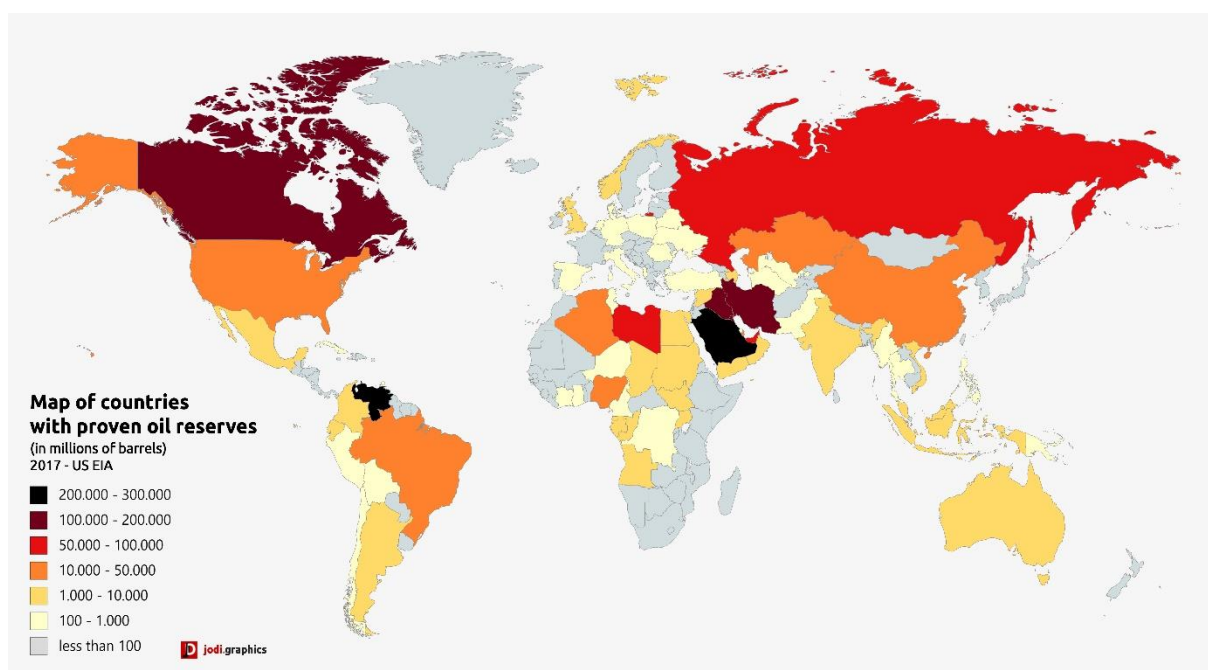 Map of countries
with proven oil reserves
(in millions of barrels)
2017 - US EIA
200.000 - 300.000
100.000 - 200.000
50.000 - 100.000
10.000 - 50.000
1.000 - 10.000
100 - 1.000
less than 100
jodi.graphics